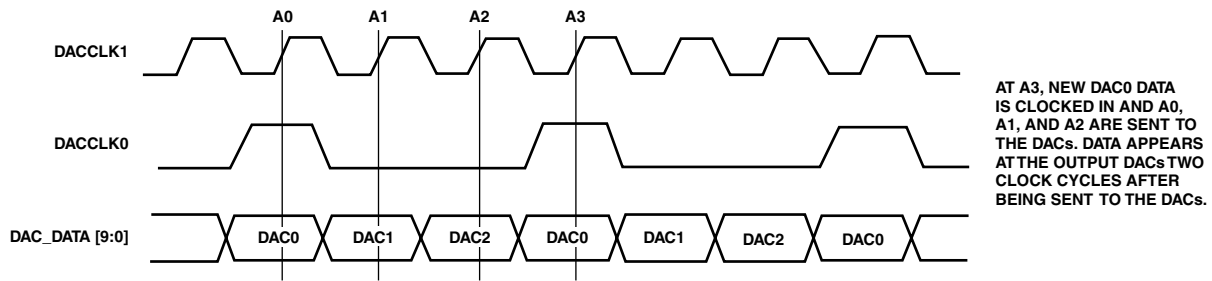 A0 A1 A2 A3
DACCLK1
AT A3, NEW DAC0 DATA
IS CLOCKED IN AND A0,
A1, AND A2 ARE SENT TO
THE DACs. DATA APPEARS
AT THE OUTPUT DACs TWO
CLOCK CYCLES AFTER
BEING SENT TO THE DACs.
DACCLK0
DAC_DATA [9:0]
DAC0 DAC1 DAC2 DAC0 DAC1 DAC2 DAC0